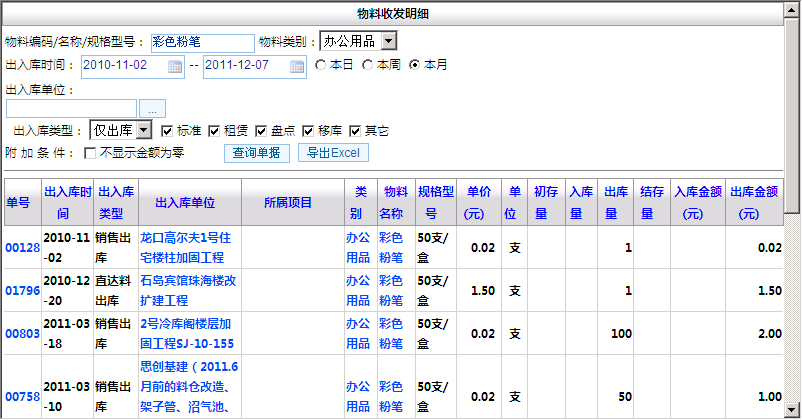 物料收发明细
物料编码/名称/规格型号： 彩色粉笔 物料类别： 办公用品
出入库时间： 2010-11-02 -- 2011-12-07 本日 本周 本月
出入库单位：
...
出入库类型： 仅出库 标准 租赁 盘点 移库 其它
附 加 条 件： 不显示金额为零 查询单据 导出Excel
单号 出入库时间 出入库类型 出入库单位 所属项目 类别 物料名称 规格型号 单价(元) 单位 初存量 入库量 出库量 结存量 入库金额(元) 出库金额(元)
00128 2010-11-02 销售出库 龙口高尔夫1号住宅楼柱加固工程 办公用品 彩色粉笔 50支/盒 0.02 支 1 0.02
01796 2010-12-20 直达料出库 石岛宾馆珠海楼改扩建工程 办公用品 彩色粉笔 50支/盒 1.50 支 1 1.50
00803 2011-03-18 销售出库 2号冷库阁楼层加固工程SJ-10-155 办公用品 彩色粉笔 50支/盒 0.02 支 100 2.00
00758 2011-03-10 销售出库 思创基建（2011.6月前的料仓改造、架子管、沼气池、 办公用品 彩色粉笔 50支/盒 0.02 支 50 1.00